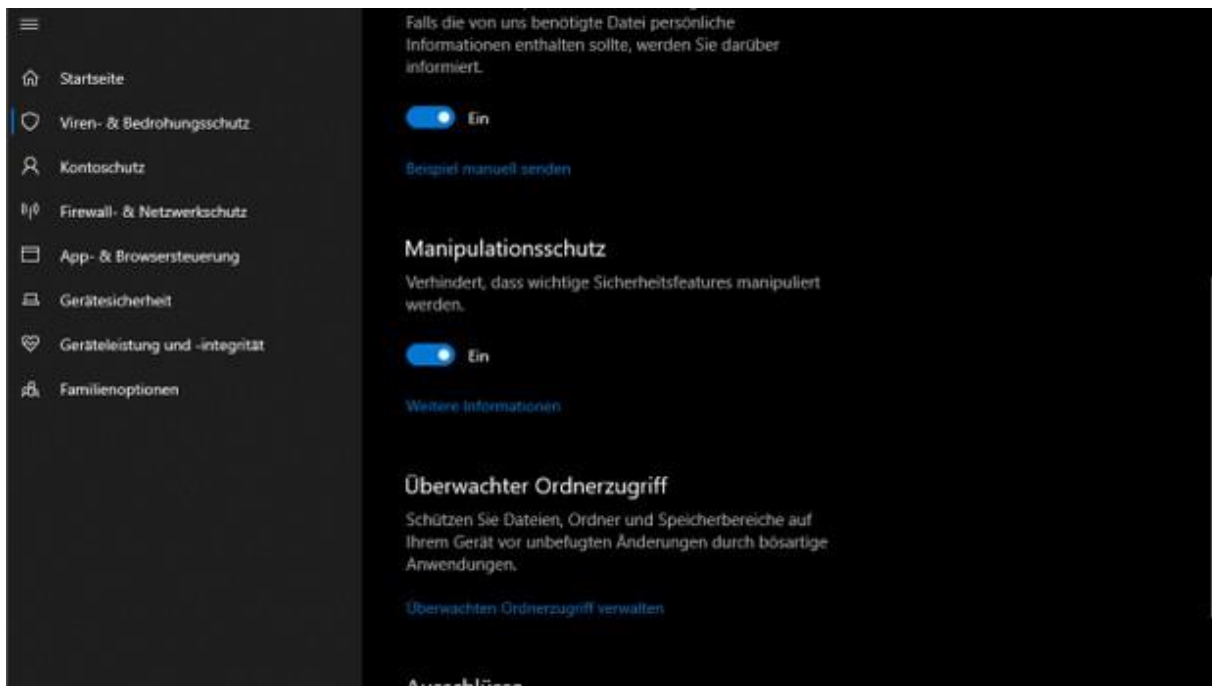 Startseite
Viren- & Bedrohungsschutz
Kontoschutz
Firewall- & Netzwerkschutz
App- & Browsersteuerung
Gerätesicherheit
Geräteleistung und -integrität
Familienoptionen
Falls die von uns benötigte Datei persönliche
Informationen enthalten sollte, werden Sie darüber
informiert.
Ein
Beispiel manuell senden
Manipulationsschutz
Verhindert, dass wichtige Sicherheitsfeatures manipuliert
werden.
Ein
Weitere Informationen
Überwachter Ordnerzugriff
Schützen Sie Dateien, Ordner und Speicherbereiche auf
Ihrem Gerät vor unbefugten Änderungen durch bösartige
Anwendungen.
Überwachten Ordnerzugriff verwalten
Ausschlüsse